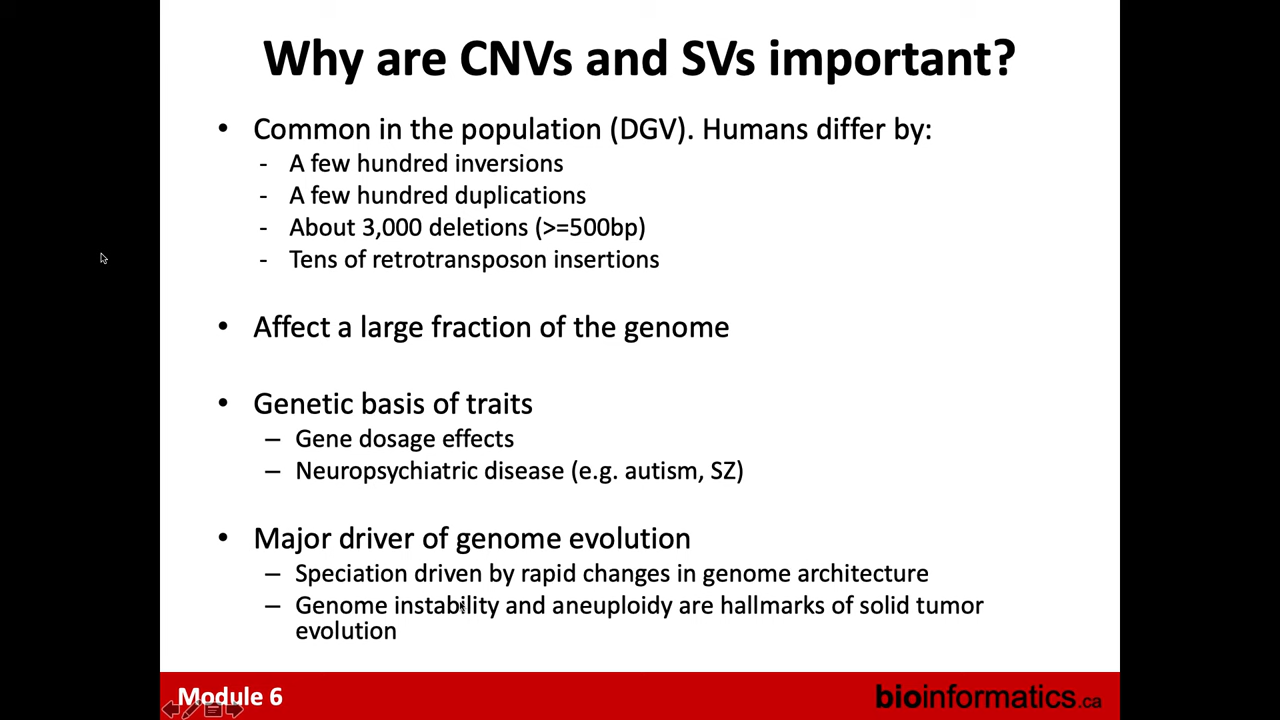 Why are CNVs and SVs important?
• Common in the population (DGV). Humans differ by:
- A few hundred inversions
- A few hundred duplications
- About 3,000 deletions (>=500bp)
- Tens of retrotransposon insertions
• Affect a large fraction of the genome
• Genetic basis of traits
– Gene dosage effects
– Neuropsychiatric disease (e.g. autism, SZ)
• Major driver of genome evolution
– Speciation driven by rapid changes in genome architecture
– Genome instability and aneuploidy are hallmarks of solid tumor
evolution
Module 6
bioinformatics.ca